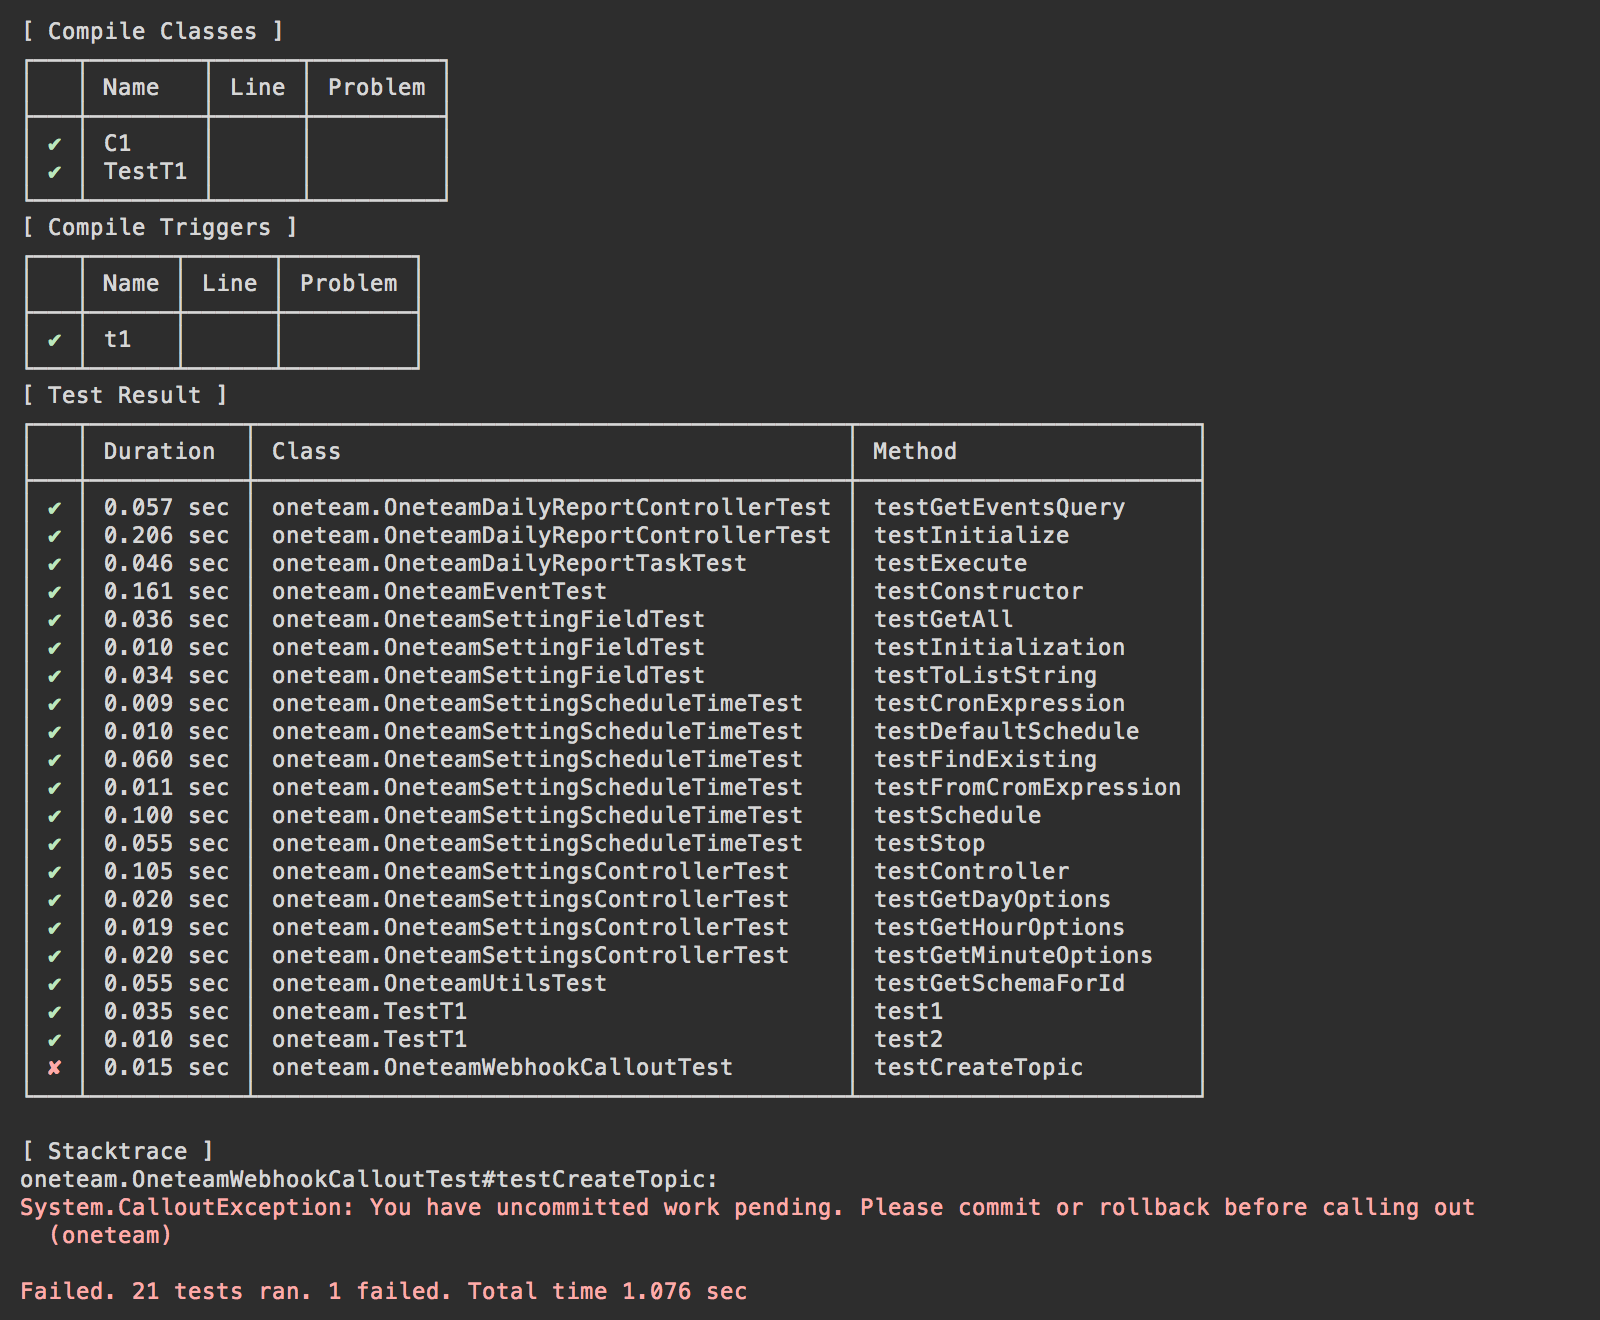 [ Compile Classes ]
Name Line Problem
✔ C1
✔ TestT1
[ Compile Triggers ]
Name Line Problem
✔ t1
[ Test Result ]
Duration Class Method
✔ 0.057 sec oneteam.OneteamDailyReportControllerTest testGetEventsQuery
✔ 0.206 sec oneteam.OneteamDailyReportControllerTest testInitialize
✔ 0.046 sec oneteam.OneteamDailyReportTaskTest testExecute
✔ 0.161 sec oneteam.OneteamEventTest testConstructor
✔ 0.036 sec oneteam.OneteamSettingFieldTest testGetAll
✔ 0.010 sec oneteam.OneteamSettingFieldTest testInitialization
✔ 0.034 sec oneteam.OneteamSettingFieldTest testToListString
✔ 0.009 sec oneteam.OneteamSettingScheduleTimeTest testCronExpression
✔ 0.010 sec oneteam.OneteamSettingScheduleTimeTest testDefaultSchedule
✔ 0.060 sec oneteam.OneteamSettingScheduleTimeTest testFindExisting
✔ 0.011 sec oneteam.OneteamSettingScheduleTimeTest testFromCromExpression
✔ 0.100 sec oneteam.OneteamSettingScheduleTimeTest testSchedule
✔ 0.055 sec oneteam.OneteamSettingScheduleTimeTest testStop
✔ 0.105 sec oneteam.OneteamSettingsControllerTest testController
✔ 0.020 sec oneteam.OneteamSettingsControllerTest testGetDayOptions
✔ 0.019 sec oneteam.OneteamSettingsControllerTest testGetHourOptions
✔ 0.020 sec oneteam.OneteamSettingsControllerTest testGetMinuteOptions
✔ 0.055 sec oneteam.OneteamUtilsTest testGetSchemaForId
✔ 0.035 sec oneteam.TestT1 test1
✔ 0.010 sec oneteam.TestT1 test2
✘ 0.015 sec oneteam.OneteamWebhookCalloutTest testCreateTopic
[ Stacktrace ]
oneteam.OneteamWebhookCalloutTest#testCreateTopic:
System.CalloutException: You have uncommitted work pending. Please commit or rollback before calling out
(oneteam)
Failed. 21 tests ran. 1 failed. Total time 1.076 sec